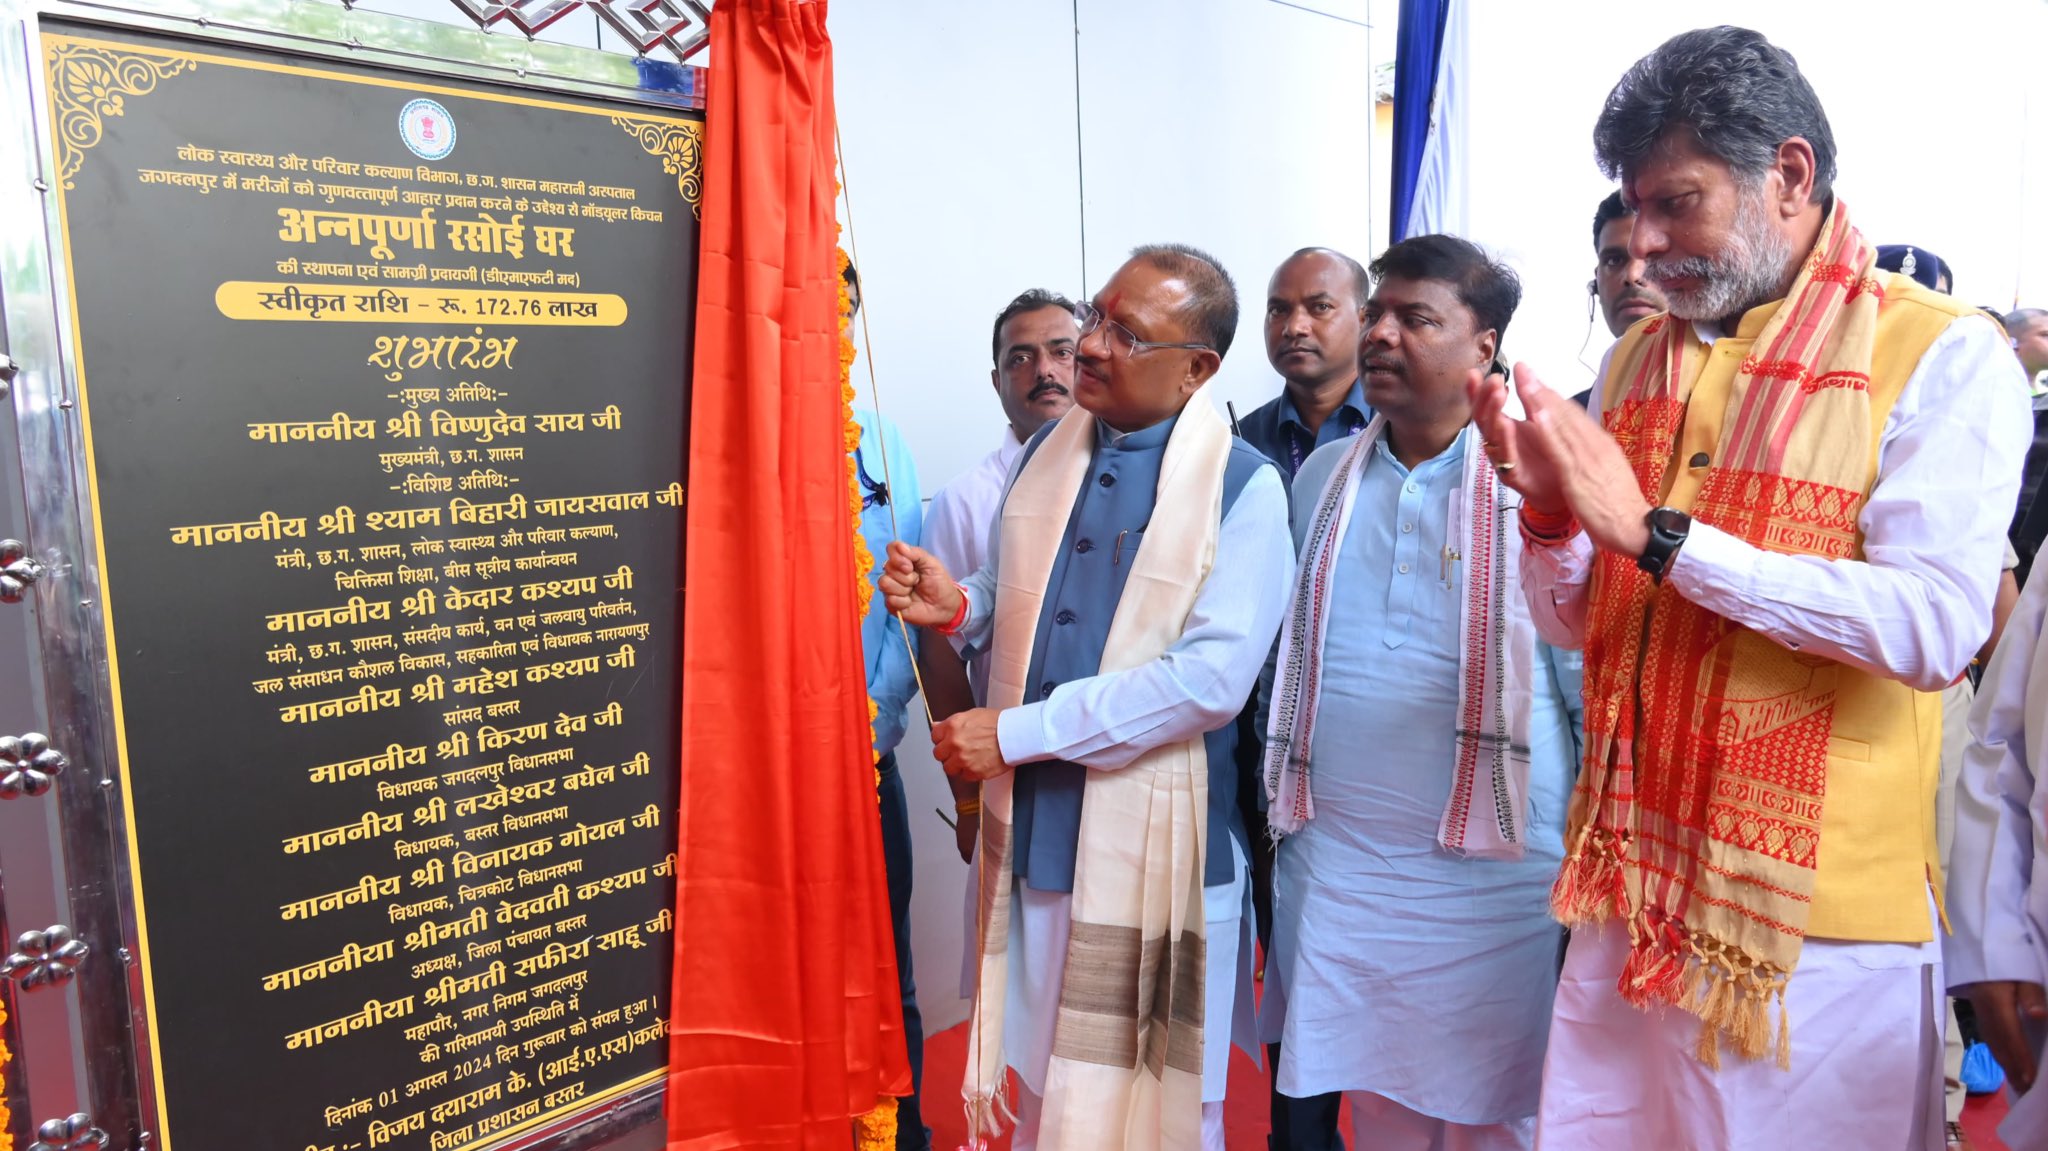 लोक स्वास्थ्य और परिवार कल्याण विभाग, छ.ग. शासन महारानी अस्पताल
जगदलपुर में मरीजों को गुणवत्तापूर्ण आहार प्रदान करने के उद्देश्य से मॉड्यूलर किचन
अन्नपूर्णा रसोई घर
की स्थापना एवं सामग्री प्रदायगी (डीएमएफटी मद)
स्वीकृत राशि - रू. 172.76 लाख
शुभारंभ
-:मुख्य अतिथि:-
माननीय श्री विष्णुदेव साय जी
मुख्यमंत्री, छ.ग. शासन
-:विशिष्ट अतिथि:-
माननीय श्री श्याम बिहारी जायसवाल जी
मंत्री, छ.ग. शासन, लोक स्वास्थ्य और परिवार कल्याण,
चिक्तिसा शिक्षा, बीस सूत्रीय कार्यान्वयन
माननीय श्री केदार कश्यप जी
मंत्री, छ.ग. शासन, संसदीय कार्य, वन एवं जलवायु परिवर्तन,
जल संसाधन कौशल विकास, सहकारिता एवं विधायक नारायणपुर
माननीय श्री महेश कश्यप जी
सांसद बस्तर
माननीय श्री किरण देव जी
विधायक जगदलपुर विधानसभा
माननीय श्री लखेश्वर बघेल जी
विधायक, बस्तर विधानसभा
माननीय श्री विनायक गोयल जी
विधायक, चित्रकोट विधानसभा
माननीया श्रीमती वेदवती कश्यप जी
अध्यक्ष, जिला पंचायत बस्तर
माननीया श्रीमती सफीरा साहू जी
महापौर, नगर निगम जगदलपुर
की गरिमामयी उपस्थिति में
दिनांक 01 अगस्त 2024 दिन गुरूवार को संपन्न हुआ।
:- विजय दयाराम के. (आई.ए.एस)
जिला प्रशासन बस्तर